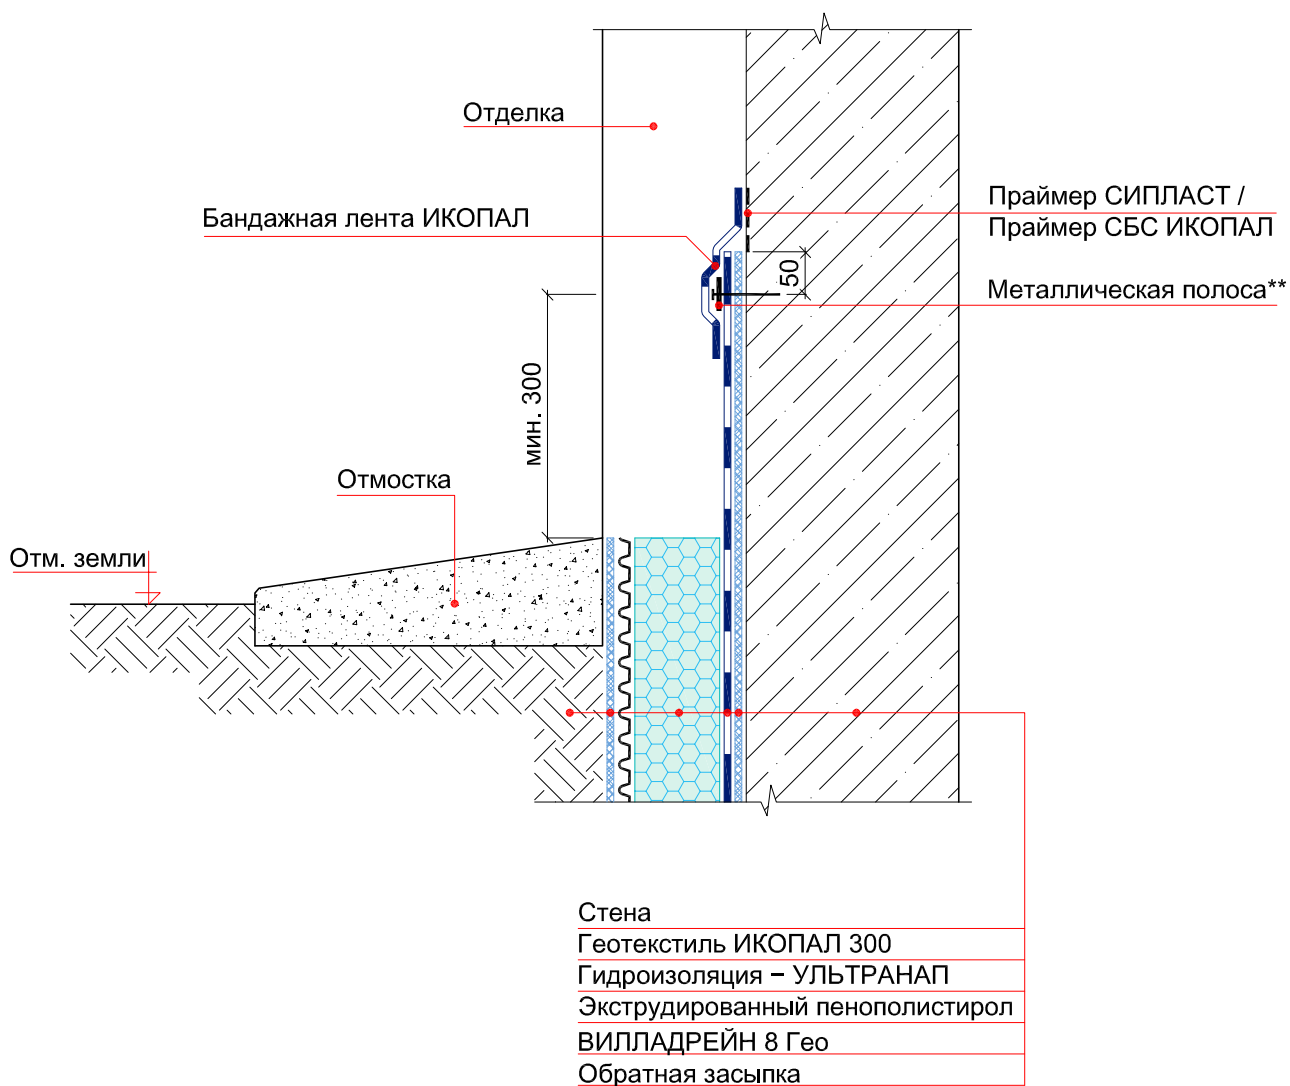 Отделка
Бандажная лента ИКОПАЛ
Праймер СИПЛАСТ /
Праймер СБС ИКОПАЛ
50
Металлическая полоса**
мин. 300
Отмостка
Отм. земли
Стена
Геотекстиль ИКОПАЛ 300
Гидроизоляция – УЛЬТРАНАП
Экструдированный пенополистирол
ВИЛЛАДРЕЙН 8 Гео
Обратная засыпка